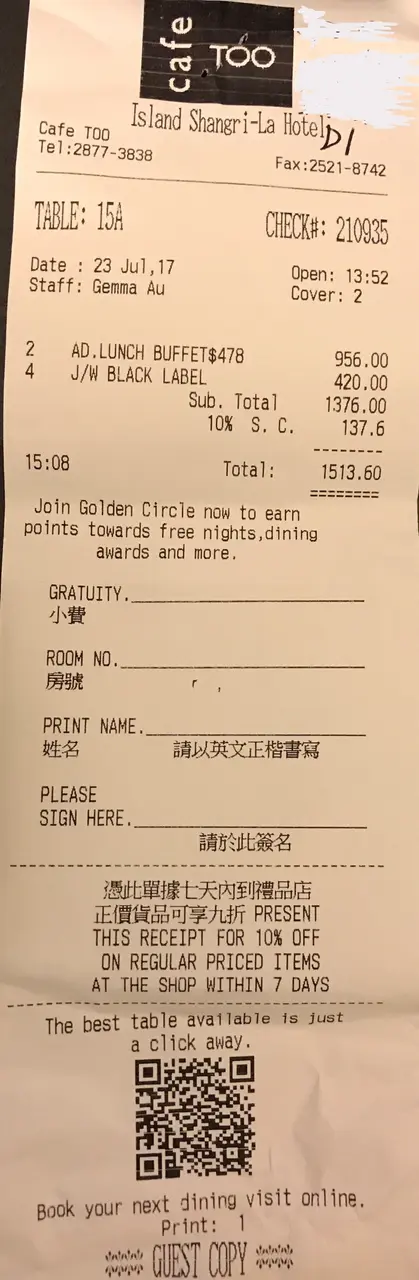 cafe TOO
Island Shangri-La Hotel
D1
Cafe TOO
Tel:2877-3838 Fax:2521-8742
TABLE: 15A CHECK#: 210935
Date : 23 Jul,17 Open: 13:52
Staff: Gemma Au Cover: 2
2 AD.LUNCH BUFFET$478 956.00
4 J/W BLACK LABEL 420.00
Sub. Total 1376.00
10% S. C. 137.6
--------
15:08 Total: 1513.60
========
Join Golden Circle now to earn
points towards free nights,dining
awards and more.
GRATUITY.
小費
ROOM NO.
房號
PRINT NAME.
姓名 請以英文正楷書寫
PLEASE
SIGN HERE.
請於此簽名
憑此單據七天內到禮品店
正價貨品可享九折 PRESENT
THIS RECEIPT FOR 10% OFF
ON REGULAR PRICED ITEMS
AT THE SHOP WITHIN 7 DAYS
The best table available is just
a click away.
Book your next dining visit online.
Print: 1
GUEST COPY